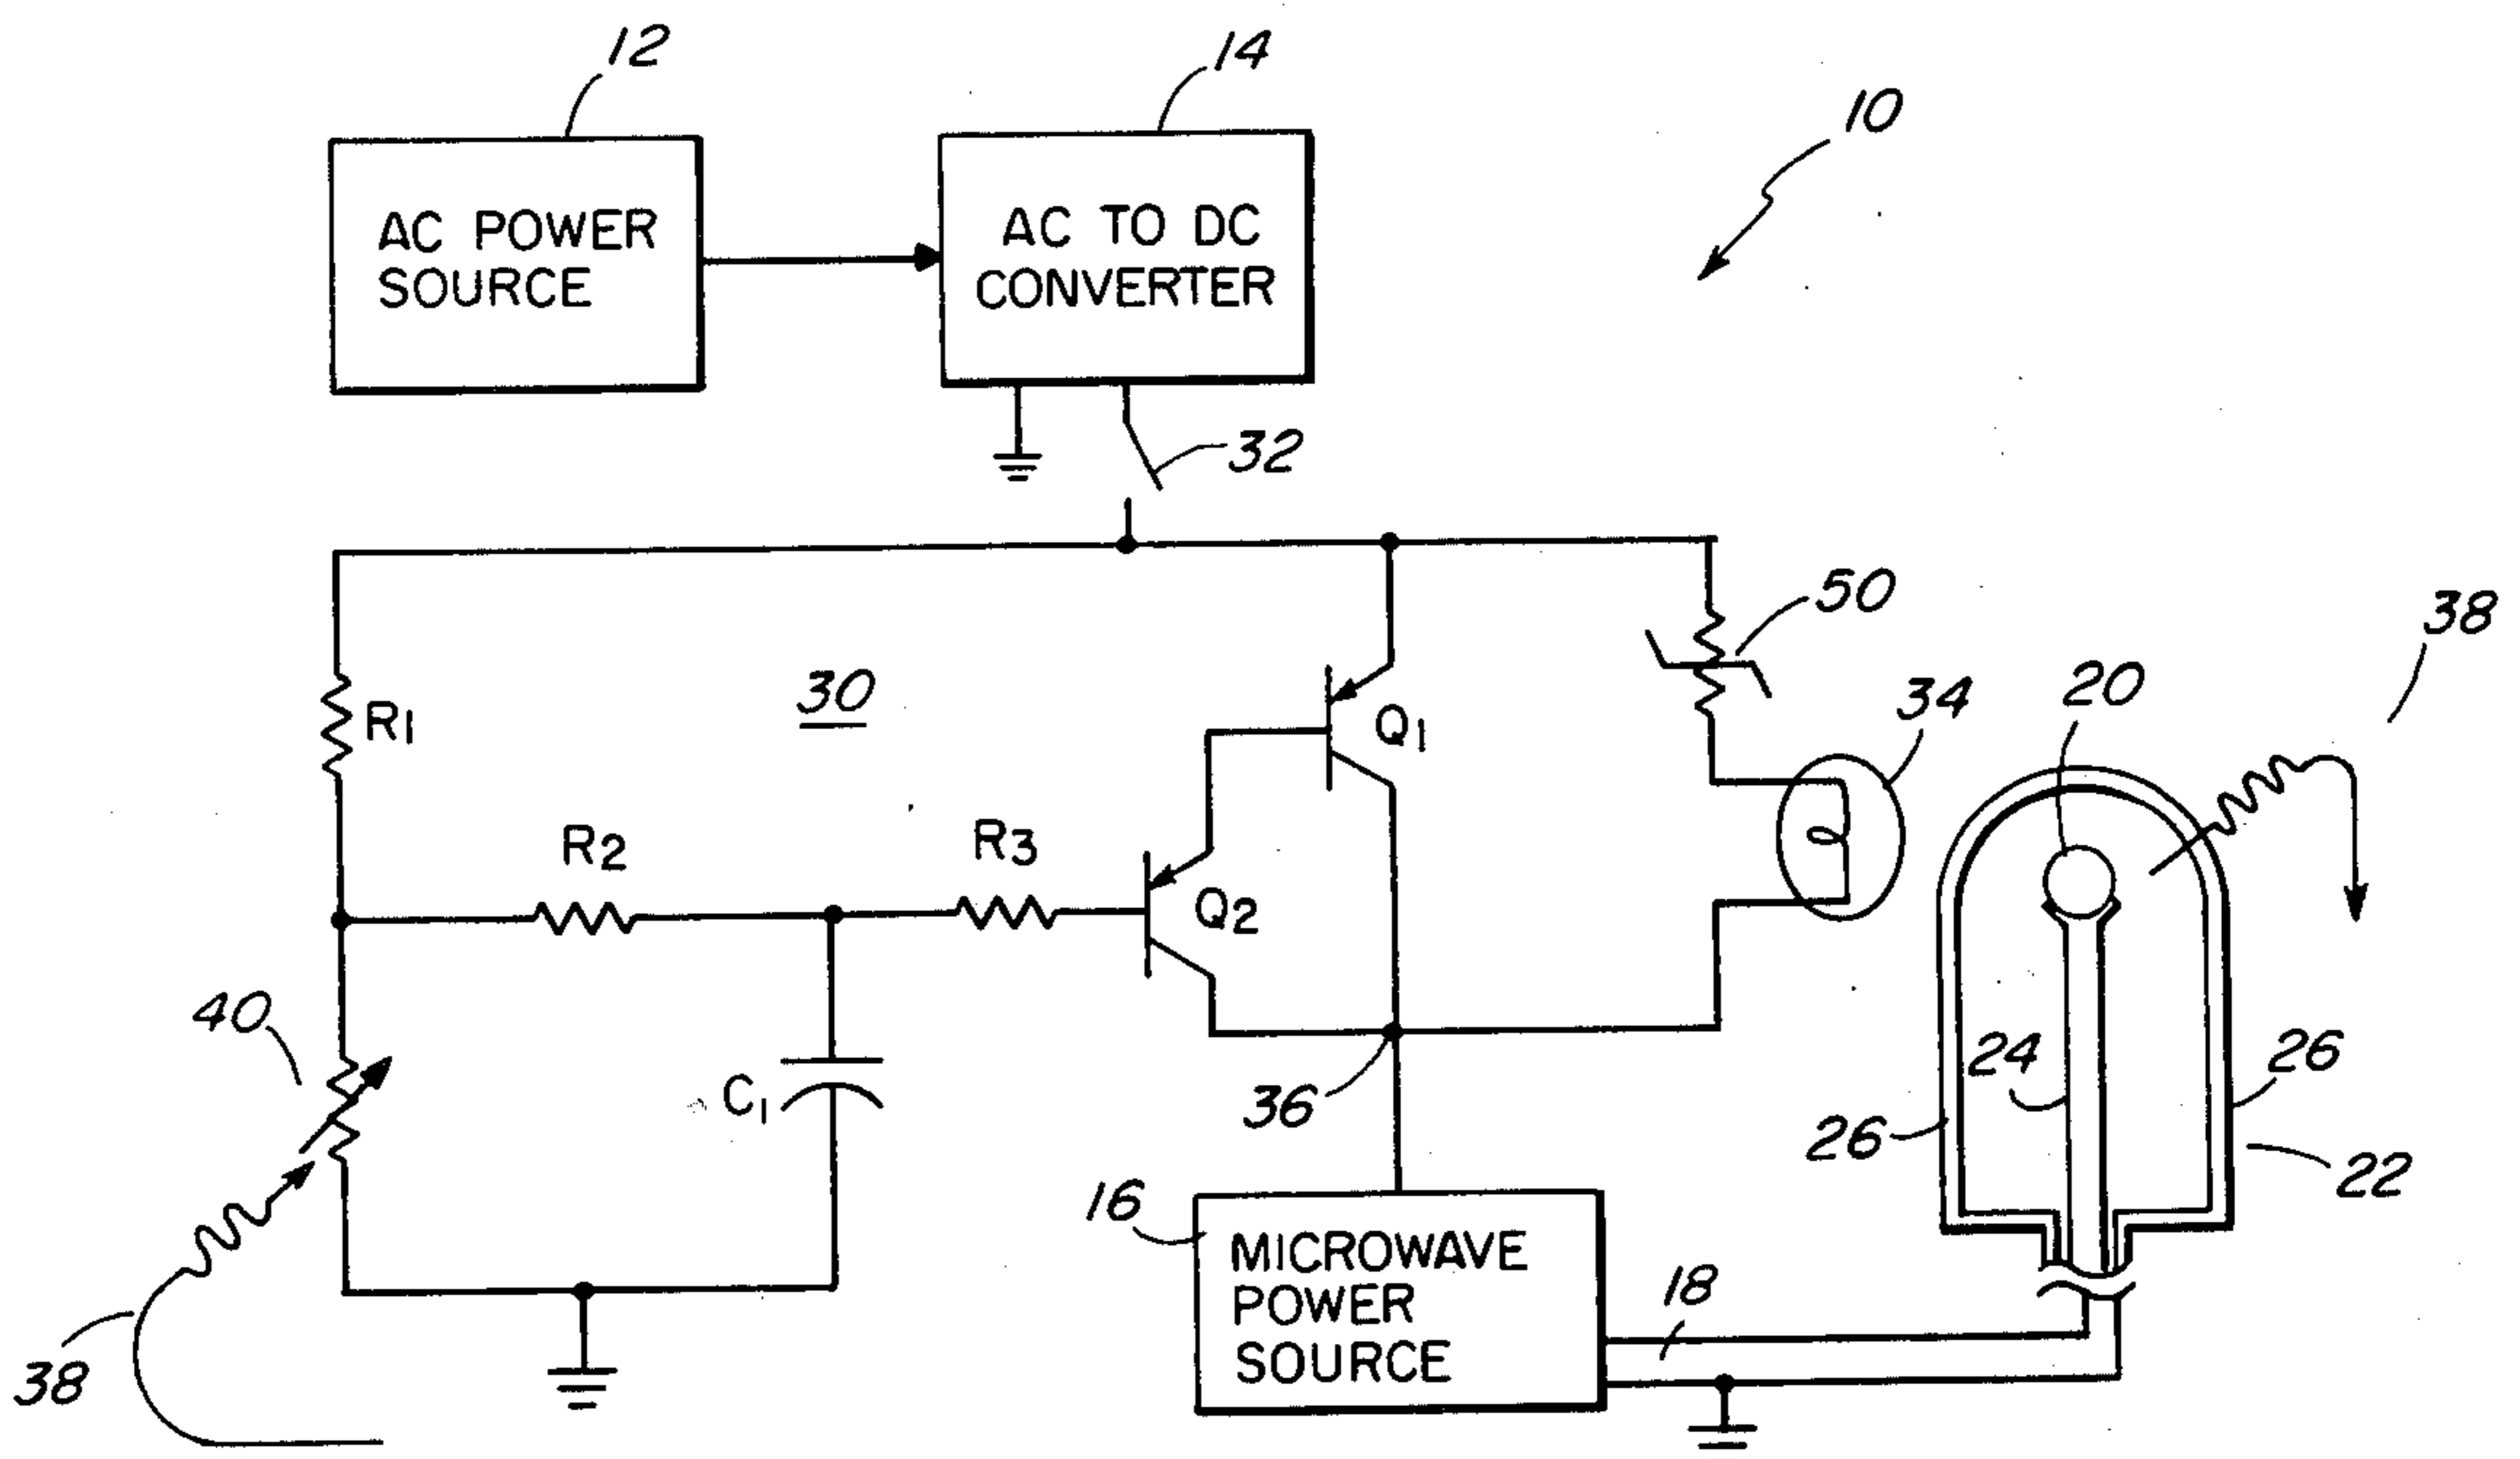 12
14
10
AC POWER
SOURCE
AC TO DC
CONVERTER
32
50
38
30
R1
Q1
34
20
R2
R3
Q2
40
24
26
C1
36
26
22
16
MICROWAVE
POWER
SOURCE
18
38